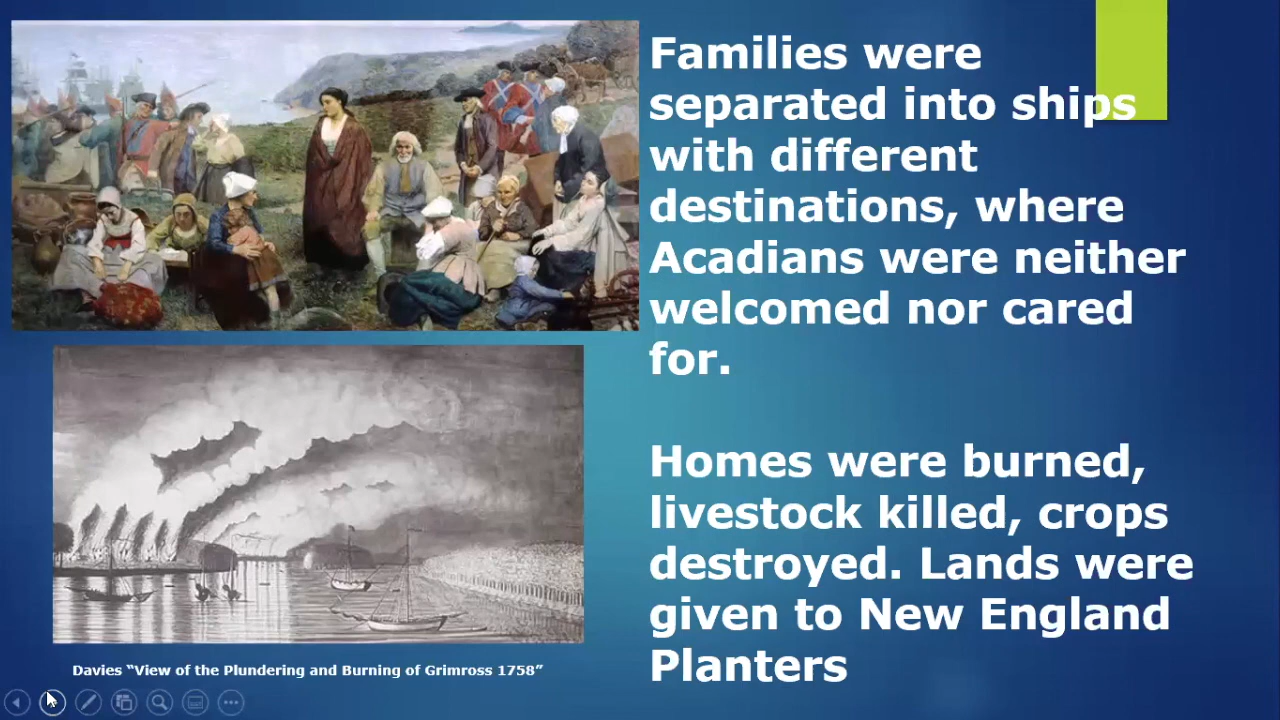 Families were
separated into ships
with different
destinations, where
Acadians were neither
welcomed nor cared
for.
Homes were burned,
livestock killed, crops
destroyed. Lands were
given to New England
Planters
Davies “View of the Plundering and Burning of Grimross 1758”